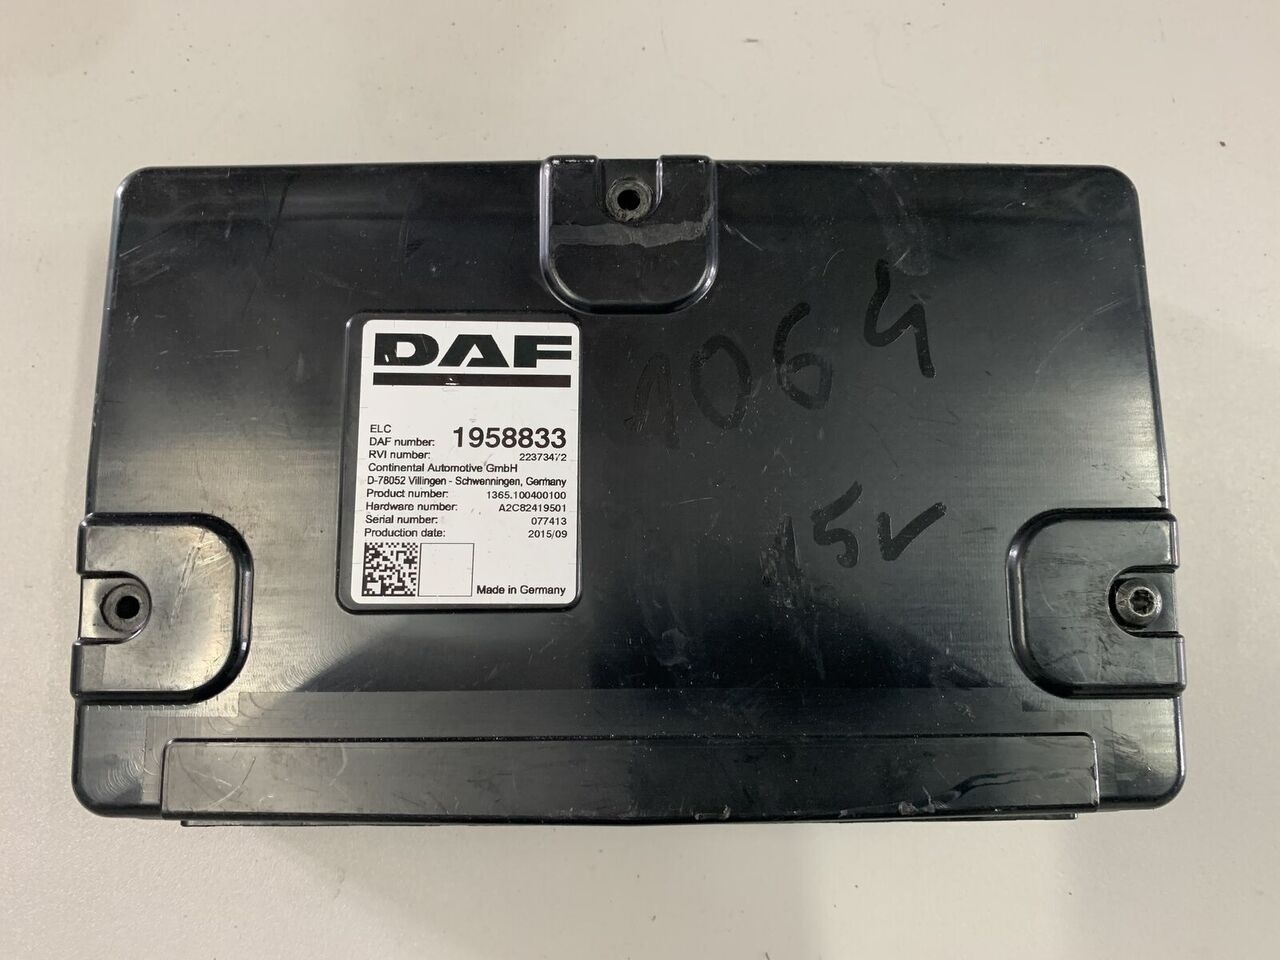 DAF
ELC
DAF number: 1958833
RVI number: 22373472
Continental Automotive GmbH
D-78052 Villingen - Schwenningen, Germany
Product number: 1365.100400100
Hardware number: A2C82419501
Serial number: 077413
Production date: 2015/09
Made in Germany
1064
15v